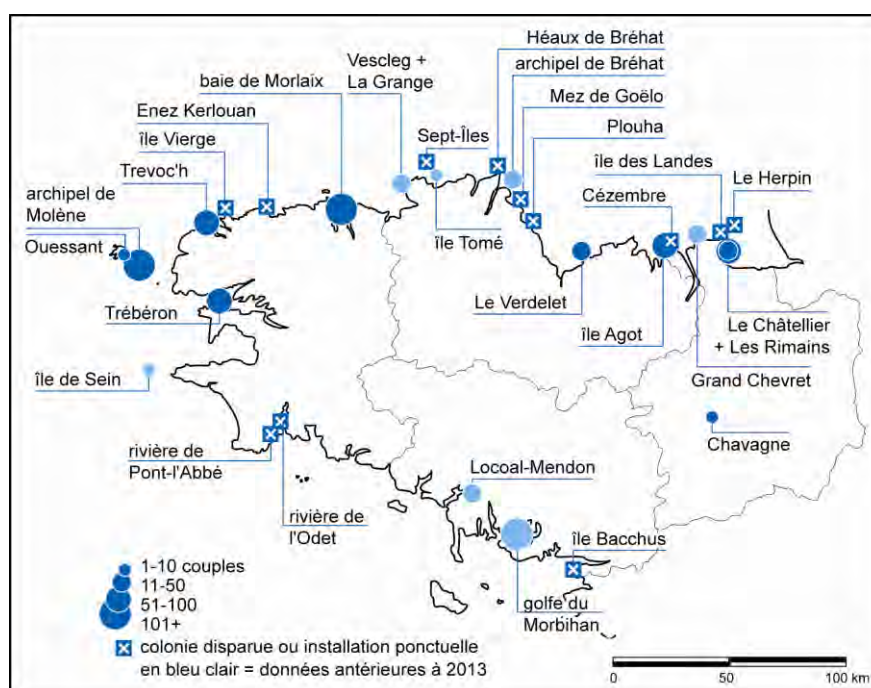 Héaux de Bréhat
archipel de Bréhat
Mez de Goëlo
Plouha
Vescleg +
La Grange
baie de Morlaix
Enez Kerlouan
île Vierge
Trevoc'h
archipel de
Molène
Ouessant
Sept-Îles
île des Landes
Le Herpin
Cézembre
île Tomé
Trébéron
Le Verdelet
île Agot
Le Châtellier
+ Les Rimains
Grand Chevret
île de Sein
Chavagne
rivière de
Pont-l'Abbé
rivière de
l'Odet
Locoal-Mendon
île Bacchus
golfe du
Morbihan
1-10 couples
11-50
51-100
101+
colonie disparue ou installation ponctuelle
en bleu clair = données antérieures à 2013
0 50 100 km